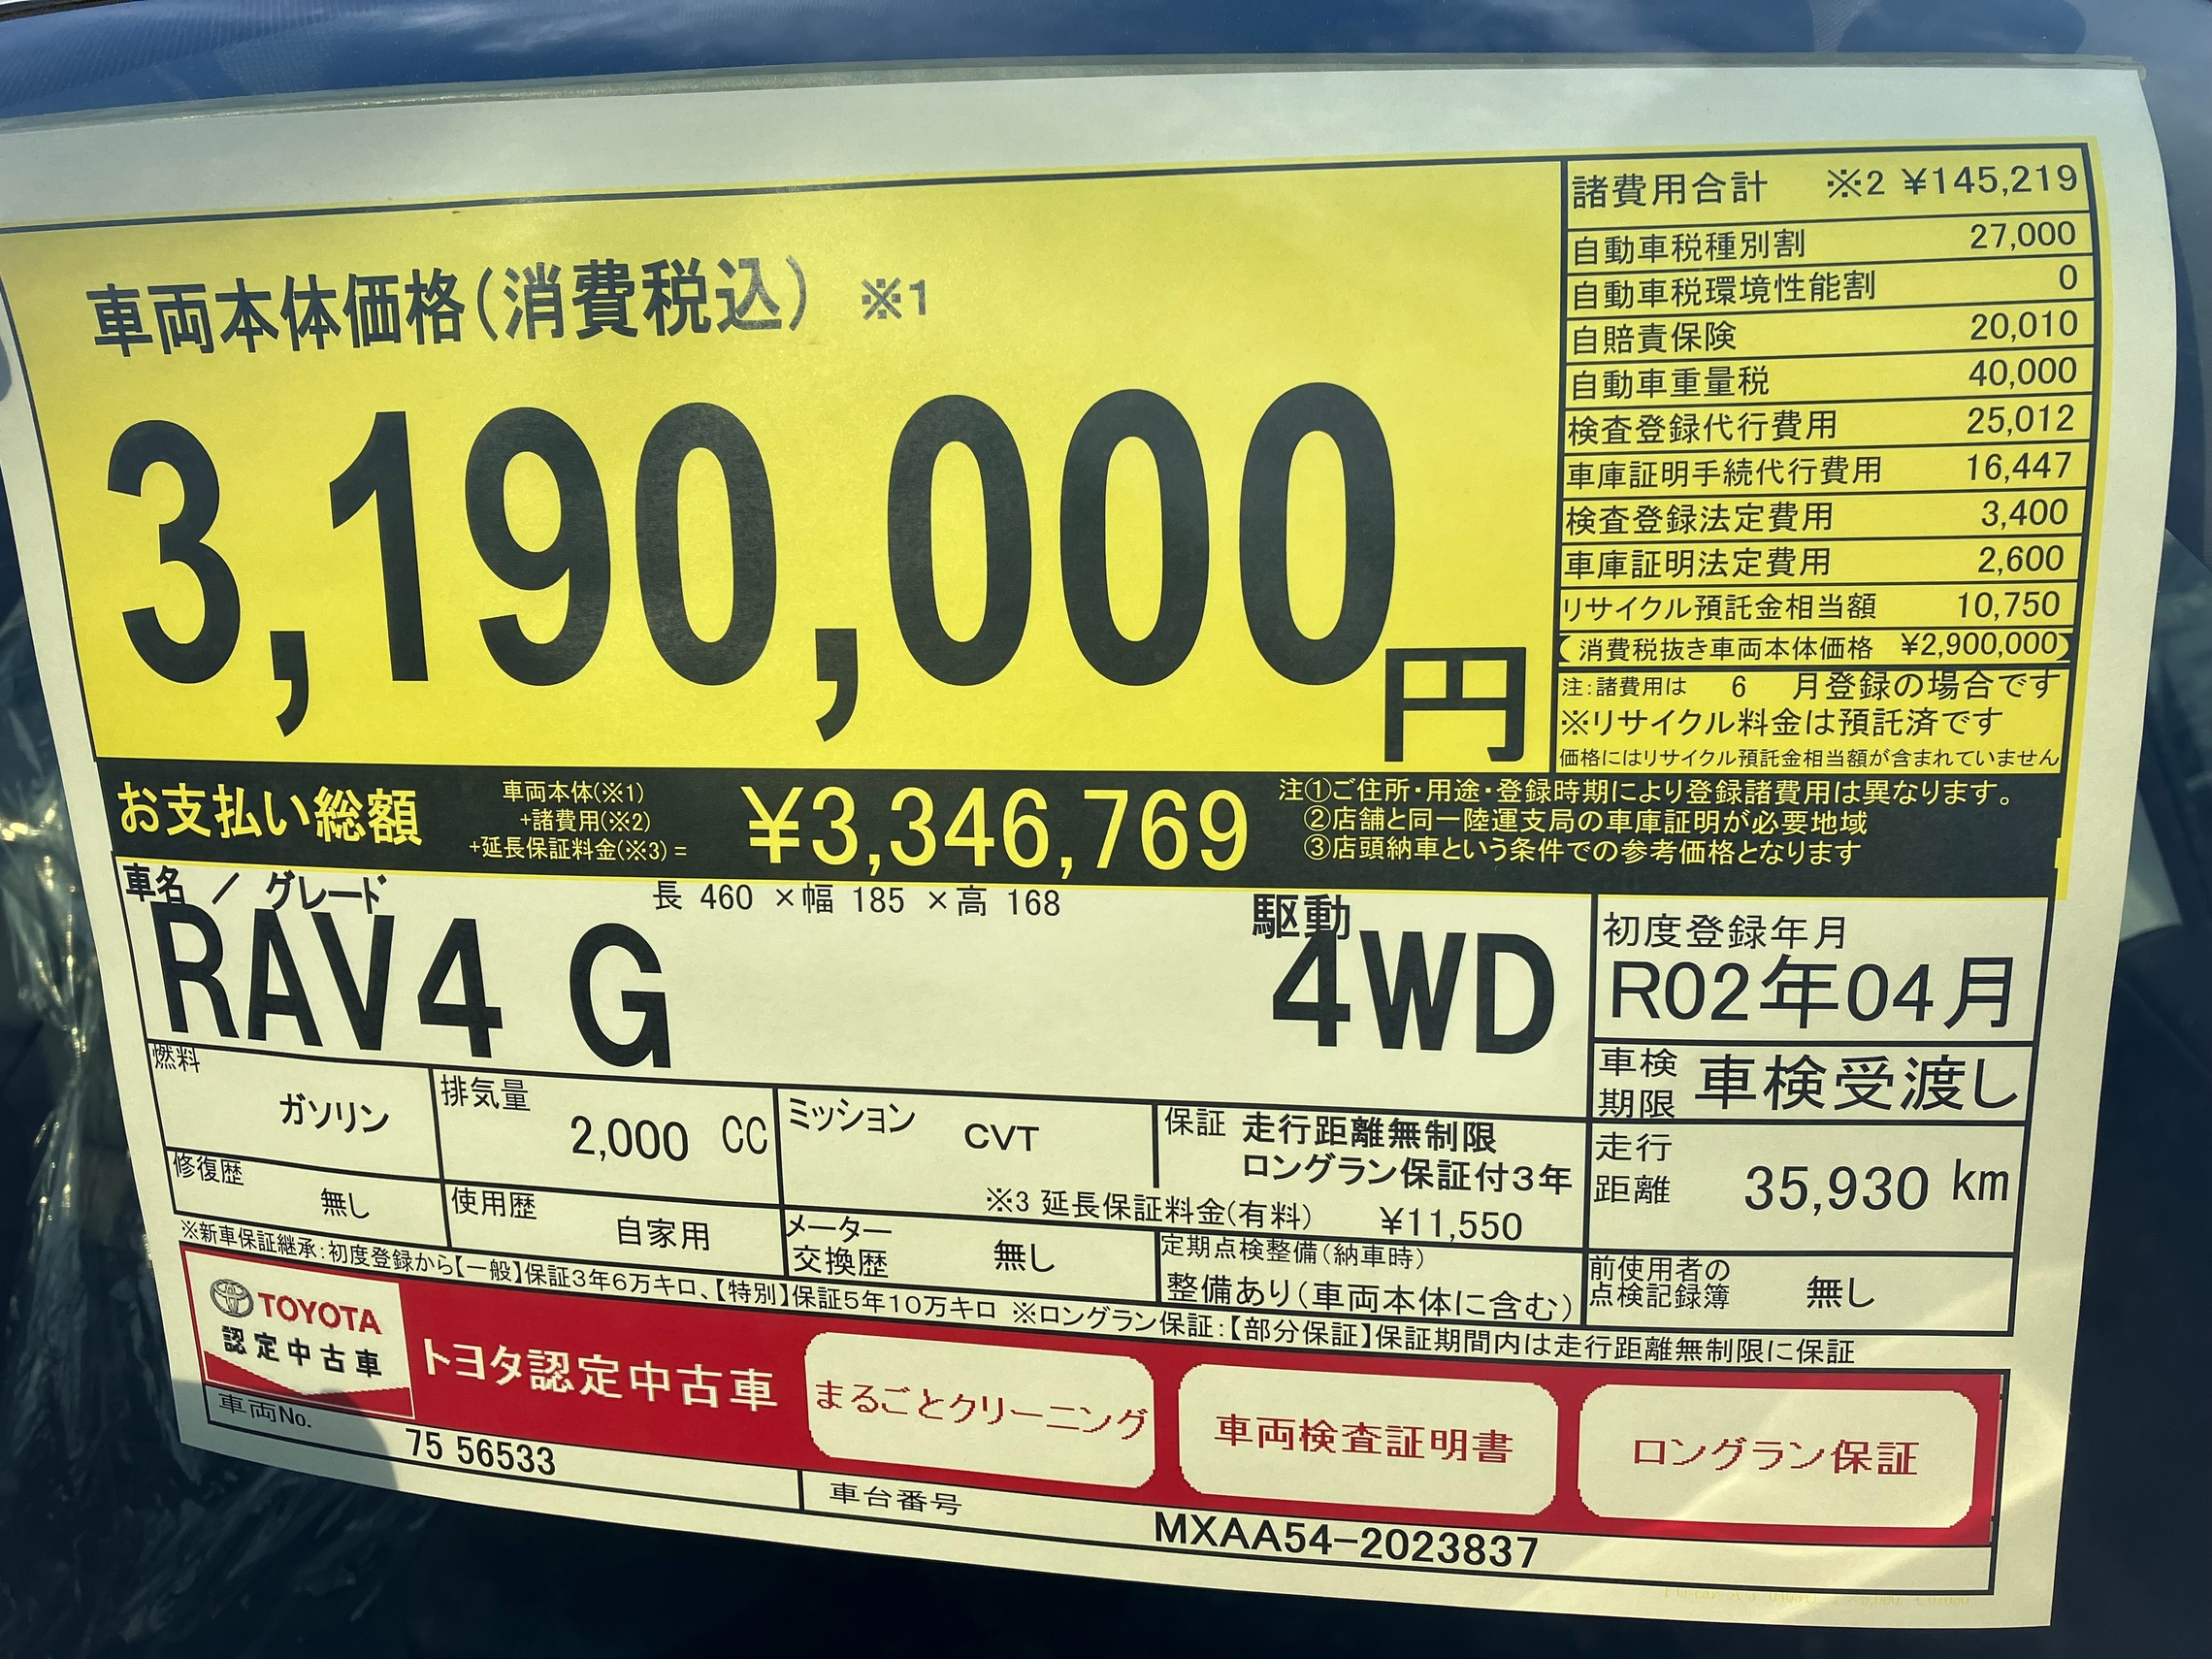 車両本体価格(消費税込) ※1
3,190,000円
諸費用合計 ※2 ¥145,219
自動車税種別割 27,000
自動車税環境性能割 0
自賠責保険 20,010
自動車重量税 40,000
検査登録代行費用 25,012
車庫証明手続代行費用 16,447
検査登録法定費用 3,400
車庫証明法定費用 2,600
リサイクル預託金相当額 10,750
(消費税抜き車両本体価格 ¥2,900,000)
注:諸費用は 6 月登録の場合です
※リサイクル料金は預託済です
価格にはリサイクル預託金相当額が含まれていません
お支払い総額
車両本体(※1)
+諸費用(※2)
+延長保証料金(※3)=
¥3,346,769
注①ご住所・用途・登録時期により登録諸費用は異なります。
②店舗と同一陸運支局の車庫証明が必要地域
③店頭納車という条件での参考価格となります
車名 / グレード
長 460 ×幅 185 ×高 168
RAV4 G
駆動
4WD
初度登録年月
R02年04月
車検期限 車検受渡し
燃料
ガソリン
排気量
2,000 CC
ミッション
CVT
保証 走行距離無制限
ロングラン保証付3年
※3 延長保証料金(有料) ¥11,550
走行距離 35,930 km
修復歴
無し
使用歴
自家用
メーター交換歴 無し
定期点検整備(納車時)
整備あり(車両本体に含む)
前使用者の点検記録簿 無し
※新車保証継承:初度登録から【一般】保証3年6万キロ、【特別】保証5年10万キロ ※ロングラン保証:【部分保証】保証期間内は走行距離無制限に保証
TOYOTA
認定中古車
トヨタ認定中古車
まるごとクリーニング
車両検査証明書
ロングラン保証
車両No.
75 56533
車台番号
MXAA54-2023837